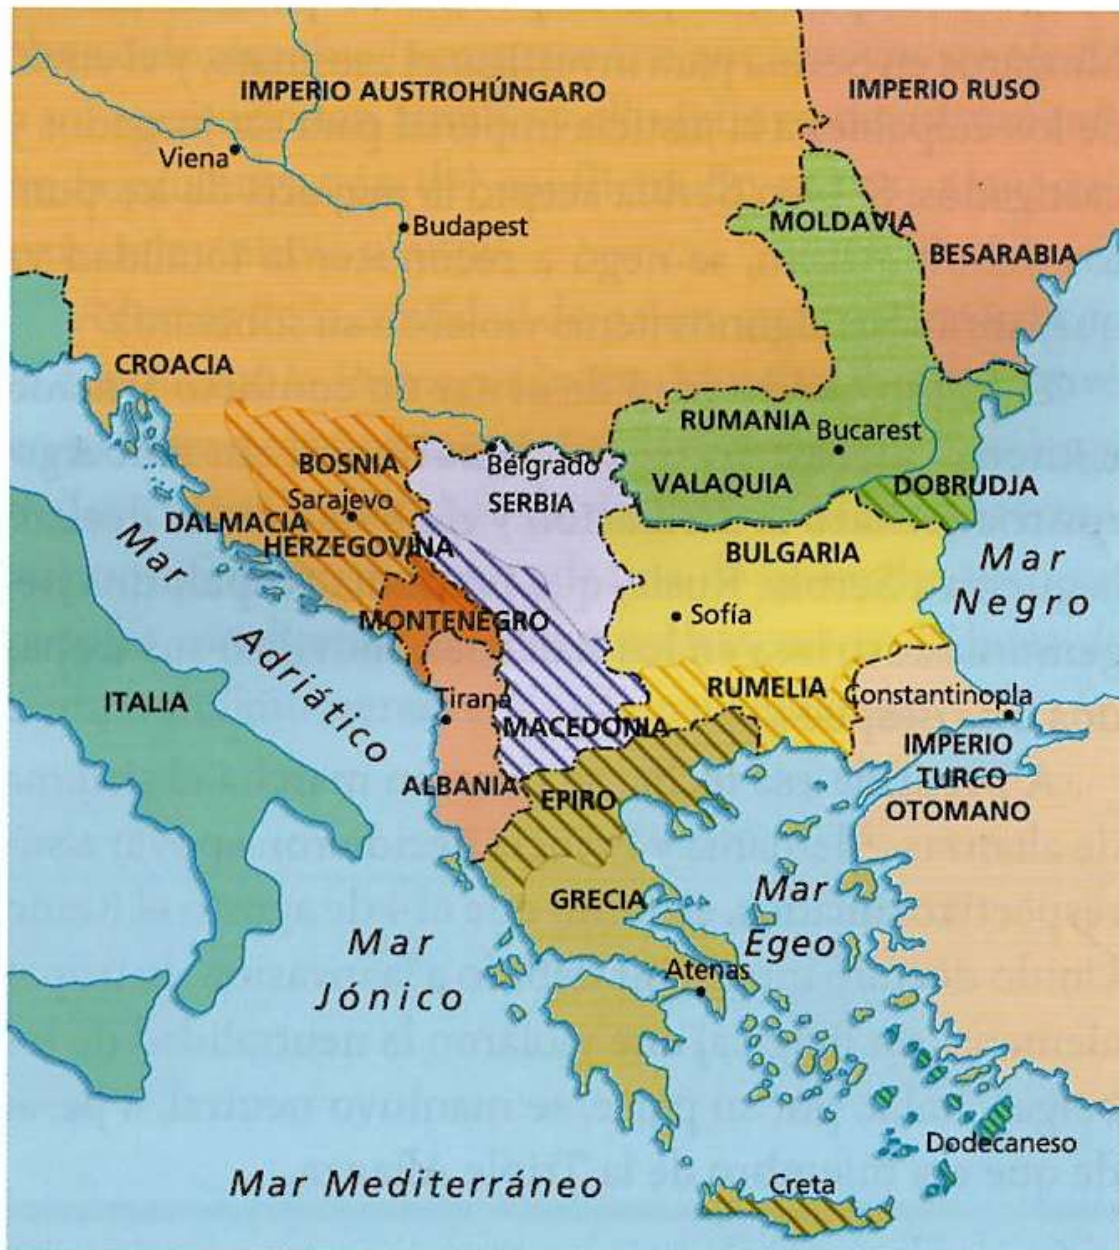 IMPERIO AUSTROHÚNGARO
IMPERIO RUSO
Viena
Budapest
MOLDAVIA
BESARABIA
CROACIA
RUMANIA
Bucarest
BOSNIA
Belgrado
Sarajevo
SERBIA
VALAQUIA
DOBRUDJA
DALMACIA
HERZEGOVINA
BULGARIA
Mar
Negro
Mar
Adriático
MONTENEGRO
Sofía
ITALIA
Tirana
RUMELIA
Constantinopla
MACEDONIA
IMPERIO
TURCO
OTOMANO
ALBANIA
EPIRO
GRECIA
Mar
Egeo
Mar
Jónico
Atenas
Dodecaneso
Mar Mediterráneo
Creta